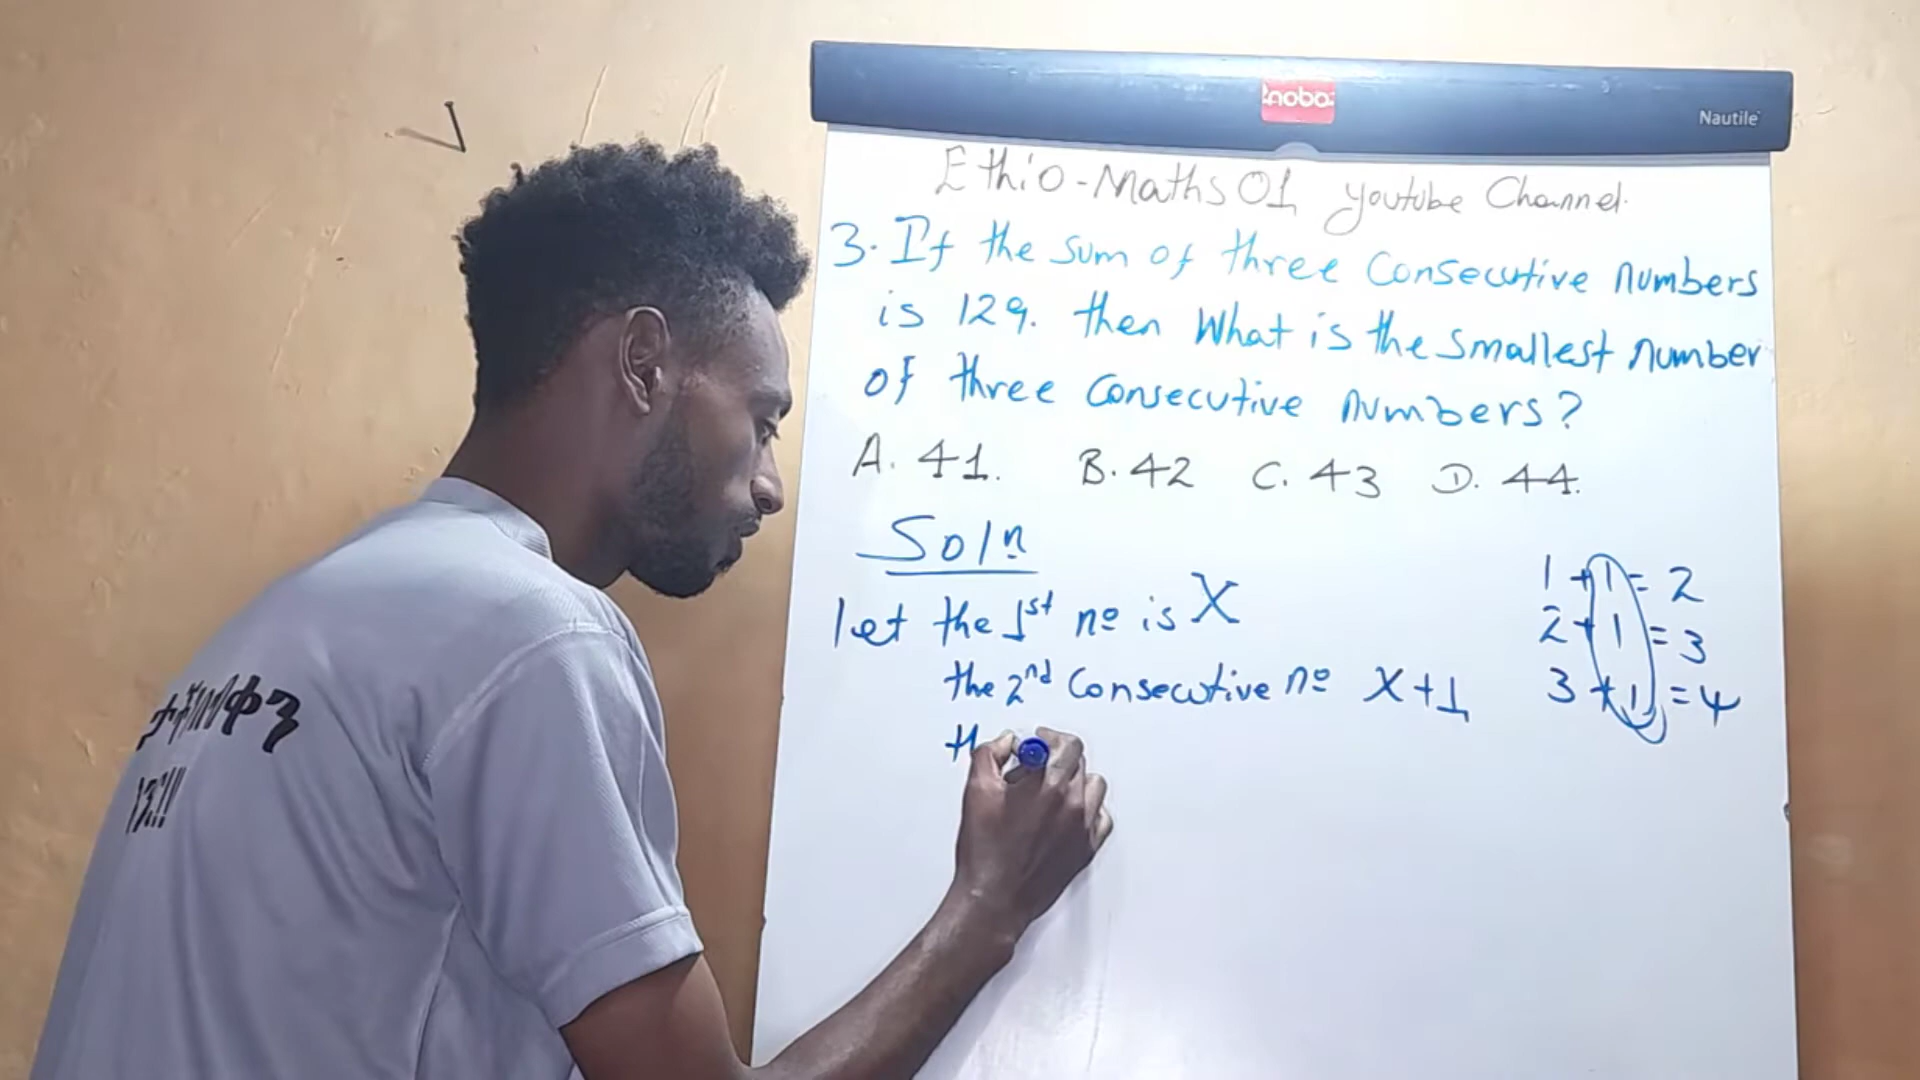 nobo
Nautile
Ethio-Maths 01 youtube Channel.
3. If the sum of three Consecutive numbers
is 129. then What is the smallest number
of three consecutive numbers?
A. 41. B. 42 C. 43 D. 44.
Soln
let the 1st no is X
the 2nd Consecutive no X+1
th
1+1=2
2+1=3
3+1=4
ነው!!